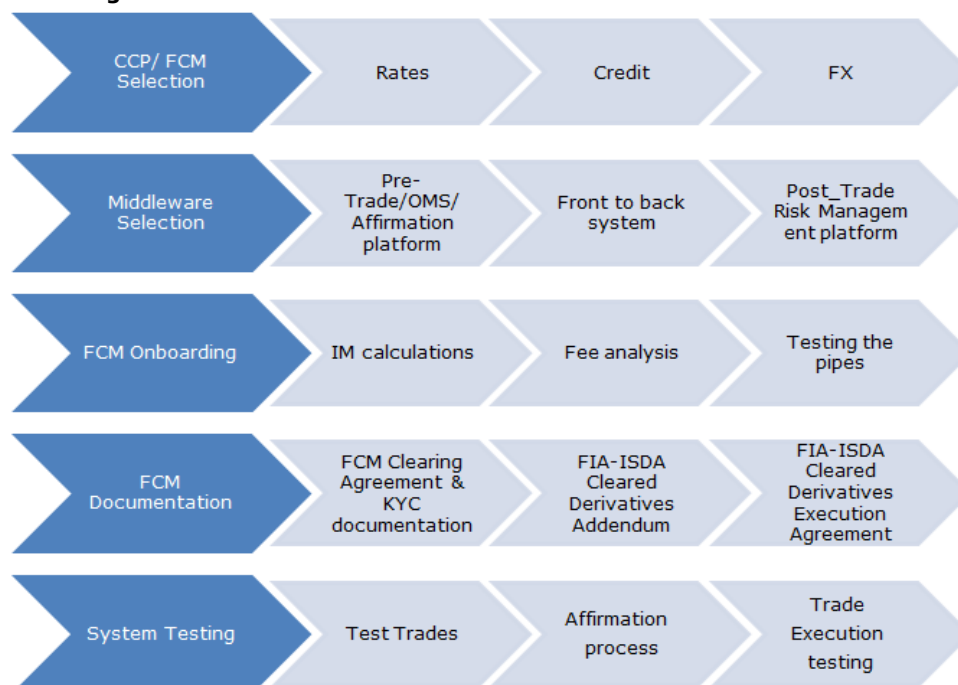 CCP/ FCM
Selection
Rates
Credit
FX
Middleware
Selection
Pre-
Trade/OMS/
Affirmation
platform
Front to back
system
Post_Trade
Risk Managem
ent platform
FCM Onboarding
IM calculations
Fee analysis
Testing the
pipes
FCM
Documentation
FCM Clearing
Agreement &
KYC
documentation
FIA-ISDA
Cleared
Derivatives
Addendum
FIA-ISDA
Cleared
Derivatives
Execution
Agreement
System Testing
Test Trades
Affirmation
process
Trade
Execution
testing